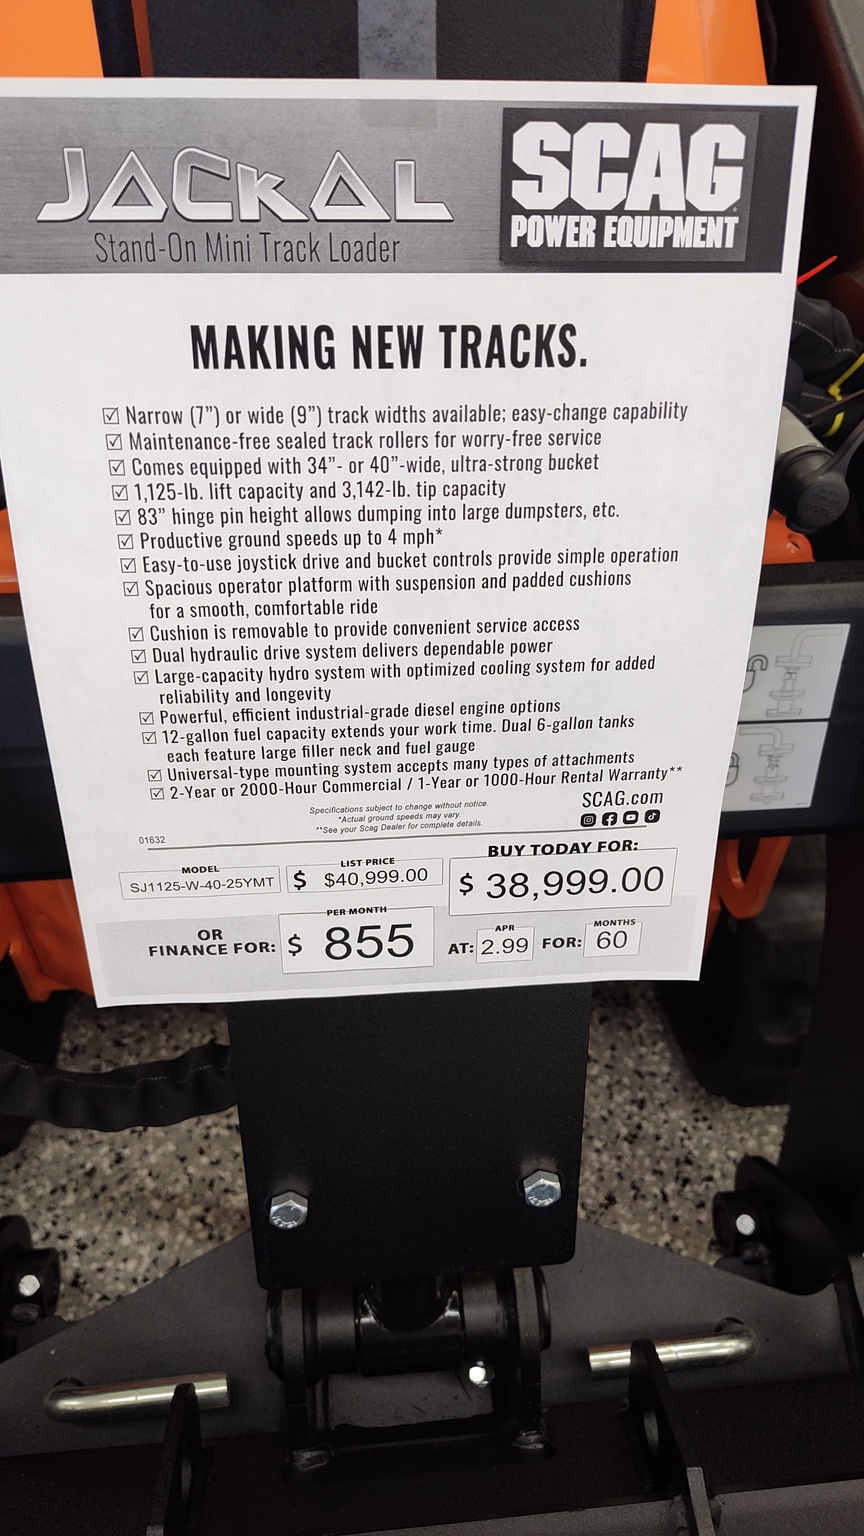 JACKAL
Stand-On Mini Track Loader
SCAG
POWER EQUIPMENT
MAKING NEW TRACKS.
☑ Narrow (7”) or wide (9”) track widths available; easy-change capability
☑ Maintenance-free sealed track rollers for worry-free service
☑ Comes equipped with 34”- or 40”-wide, ultra-strong bucket
☑ 1,125-lb. lift capacity and 3,142-lb. tip capacity
☑ 83” hinge pin height allows dumping into large dumpsters, etc.
☑ Productive ground speeds up to 4 mph*
☑ Easy-to-use joystick drive and bucket controls provide simple operation
☑ Spacious operator platform with suspension and padded cushions
for a smooth, comfortable ride
☑ Cushion is removable to provide convenient service access
☑ Dual hydraulic drive system delivers dependable power
☑ Large-capacity hydro system with optimized cooling system for added
reliability and longevity
☑ Powerful, efficient industrial-grade diesel engine options
☑ 12-gallon fuel capacity extends your work time. Dual 6-gallon tanks
each feature large filler neck and fuel gauge
☑ Universal-type mounting system accepts many types of attachments
☑ 2-Year or 2000-Hour Commercial / 1-Year or 1000-Hour Rental Warranty**
Specifications subject to change without notice.
*Actual ground speeds may vary.
**See your Scag Dealer for complete details.
SCAG.com
01632
MODEL
SJ1125-W-40-25YMT
LIST PRICE
$ $40,999.00
BUY TODAY FOR:
$ 38,999.00
OR
FINANCE FOR:
PER MONTH
$ 855
AT:
APR
2.99
FOR:
MONTHS
60